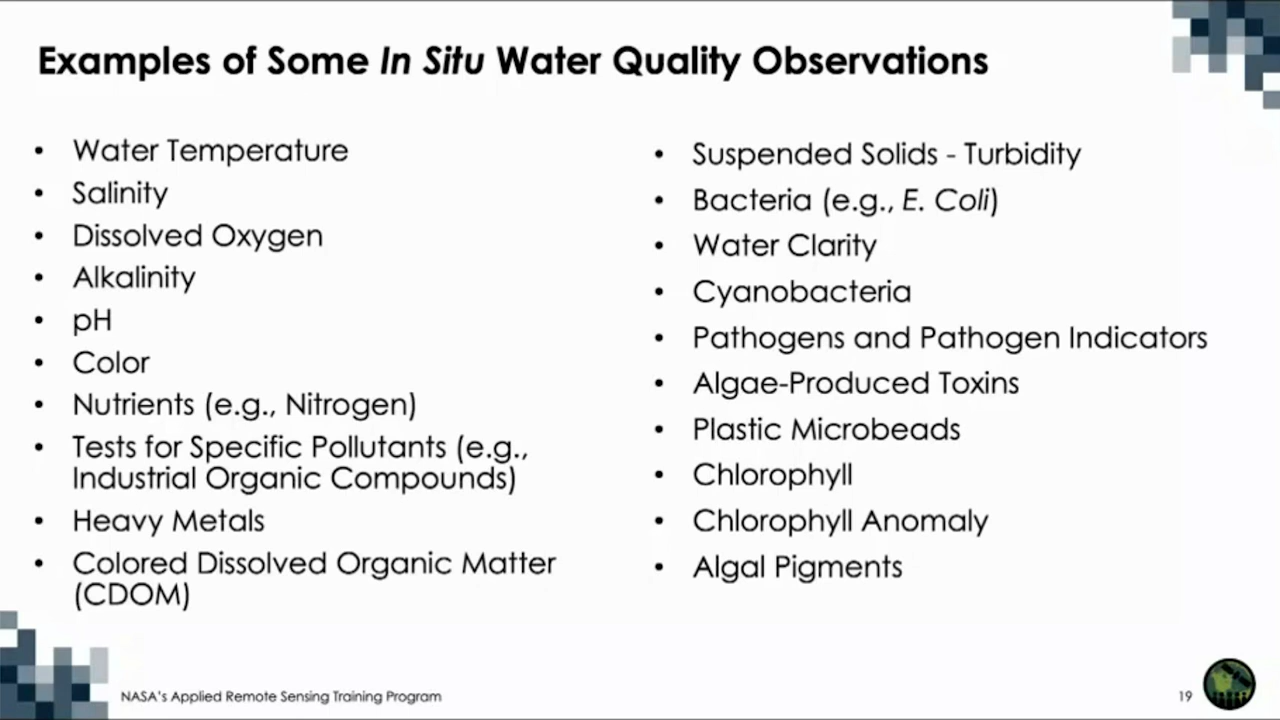 Examples of Some In Situ Water Quality Observations
• Water Temperature
• Salinity
• Dissolved Oxygen
• Alkalinity
• pH
• Color
• Nutrients (e.g., Nitrogen)
• Tests for Specific Pollutants (e.g.,
Industrial Organic Compounds)
• Heavy Metals
• Colored Dissolved Organic Matter
(CDOM)
• Suspended Solids - Turbidity
• Bacteria (e.g., E. Coli)
• Water Clarity
• Cyanobacteria
• Pathogens and Pathogen Indicators
• Algae-Produced Toxins
• Plastic Microbeads
• Chlorophyll
• Chlorophyll Anomaly
• Algal Pigments
NASA's Applied Remote Sensing Training Program
19